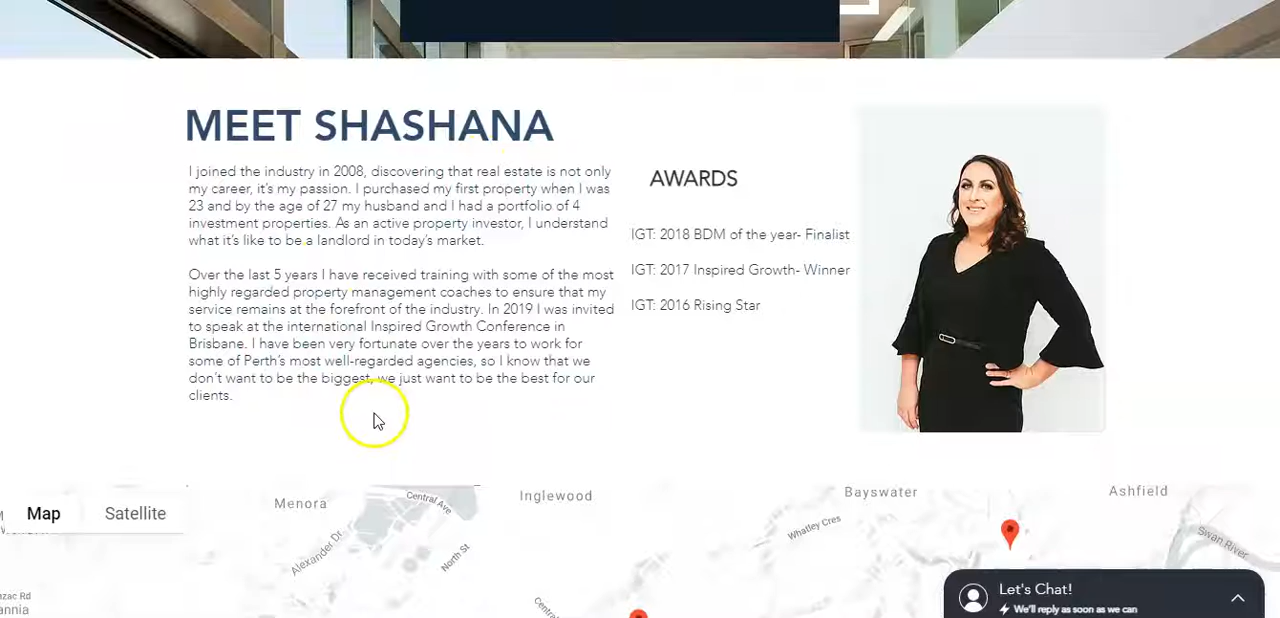 MEET SHASHANA
I joined the industry in 2008, discovering that real estate is not only
my career, it's my passion. I purchased my first property when I was
23 and by the age of 27 my husband and I had a portfolio of 4
investment properties. As an active property investor, I understand
what it's like to be a landlord in today's market.
Over the last 5 years I have received training with some of the most
highly regarded property management coaches to ensure that my
service remains at the forefront of the industry. In 2019 I was invited
to speak at the international Inspired Growth Conference in
Brisbane. I have been very fortunate over the years to work for
some of Perth's most well-regarded agencies, so I know that we
don't want to be the biggest, we just want to be the best for our
clients.
AWARDS
IGT: 2018 BDM of the year- Finalist
IGT: 2017 Inspired Growth- Winner
IGT: 2016 Rising Star
Map
Satellite
Menora
Central Ave
Inglewood
Bayswater
Ashfield
Alexander Dr
North St
Whatley Cres
Swan River
Let's Chat!
We'll reply as soon as we can